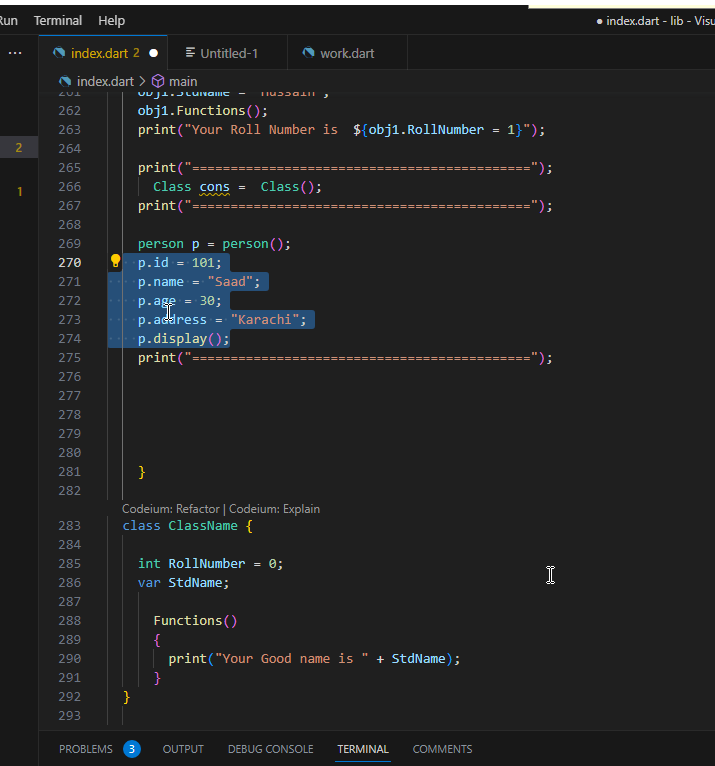 Run Terminal Help
● index.dart - lib - Visu
... index.dart 2 ● Untitled-1 work.dart
index.dart > main
261 obj1.StdName = "Hussain";
262 obj1.Functions();
263 print("Your Roll Number is  ${obj1.RollNumber = 1}");
2 264
265 print("============================================");
1 266 Class cons =  Class();
267 print("============================================");
268
269 person p = person();
270 p.id = 101;
271 p.name = "Saad";
272 p.age = 30;
273 p.address = "Karachi";
274 p.display();
275 print("============================================");
276
277
278
279
280
281 }
282
Codeium: Refactor | Codeium: Explain
283 class ClassName {
284
285 int RollNumber = 0;
286 var StdName;
287
288 Functions()
289 {
290 print("Your Good name is " + StdName);
291 }
292 }
293
PROBLEMS 3 OUTPUT DEBUG CONSOLE TERMINAL COMMENTS